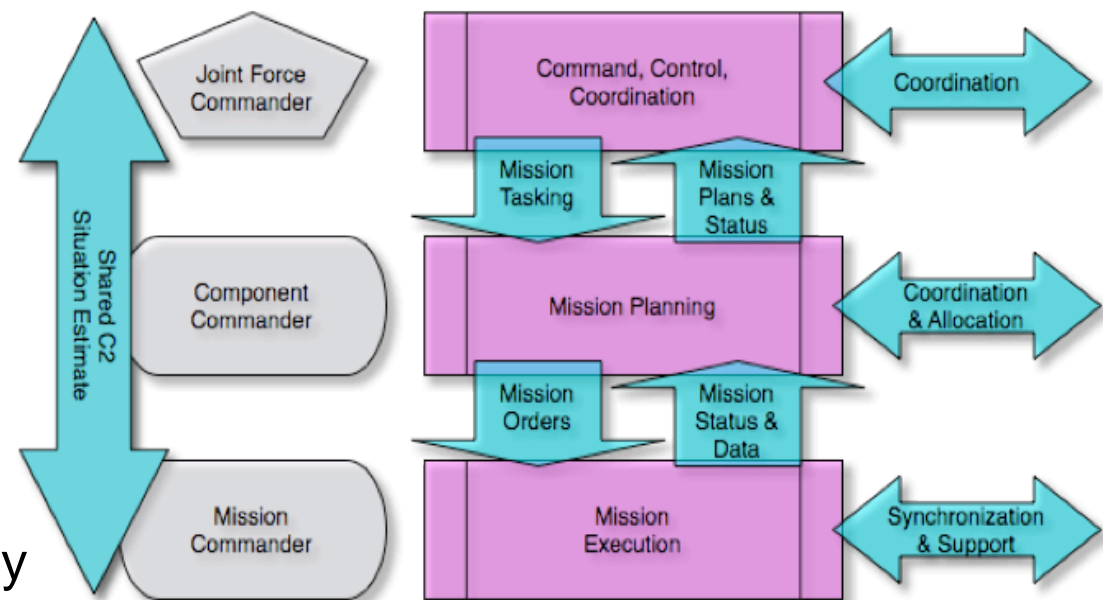 Joint Force
Commander
Command, Control,
Coordination
Coordination
Mission
Tasking
Mission
Plans &
Status
Shared C2
Situation Estimate
Component
Commander
Mission Planning
Coordination
& Allocation
Mission
Orders
Mission
Status &
Data
Mission
Commander
Mission
Execution
Synchronization
& Support
y